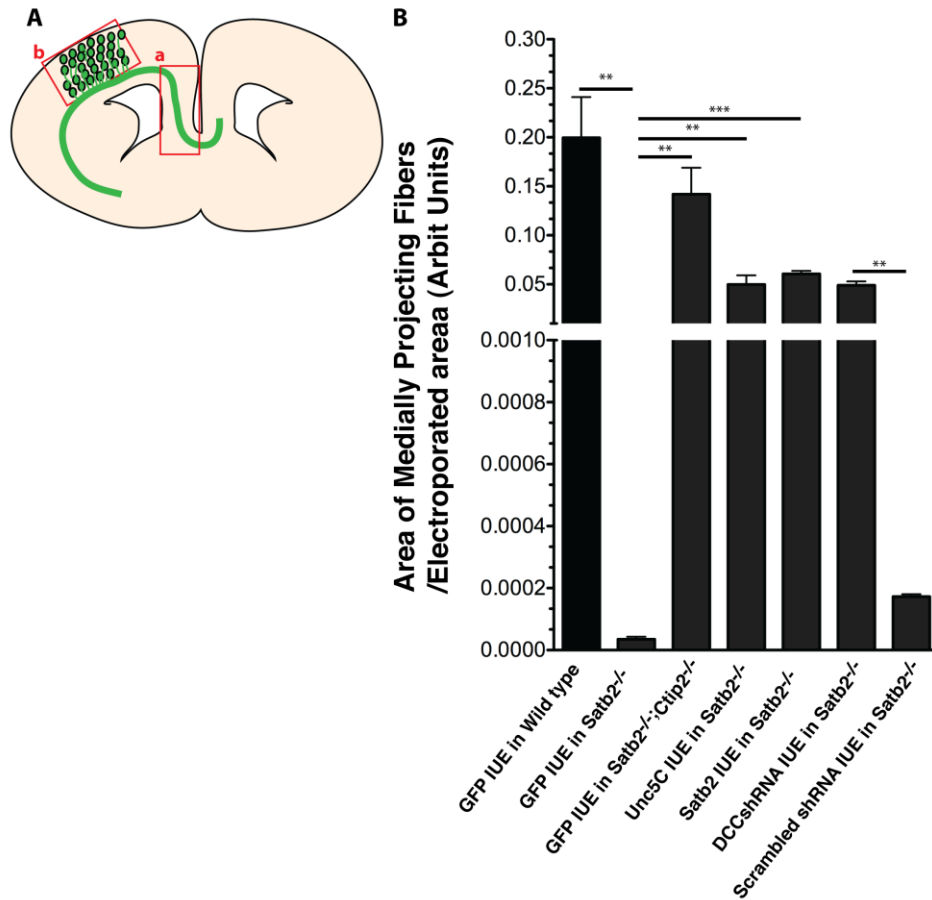 A
b
a
B
Area of Medially Projecting Fibers
/Electroporated areaa (Arbit Units)
0.30
0.25
0.20
0.15
0.10
0.05
0.0010
0.0008
0.0006
0.0004
0.0002
0.0000
**
***
**
**
**
GFP IUE in Wild type
GFP IUE in Satb2-/-
GFP IUE in Satb2-/-;Ctip2-/-
Unc5C IUE in Satb2-/-
Satb2 IUE in Satb2-/-
DCCshRNA IUE in Satb2-/-
Scrambled shRNA IUE in Satb2-/-